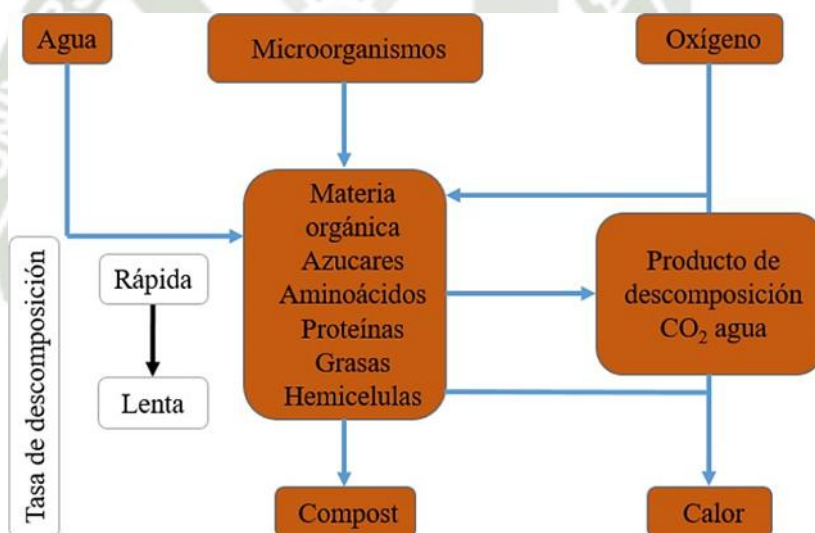 Agua
Microorganismos
Oxígeno
Materia
orgánica
Azucares
Aminoácidos
Proteínas
Grasas
Hemicelulas
Producto de
descomposición
CO₂ agua
Tasa de descomposición
Rápida
Lenta
Compost
Calor